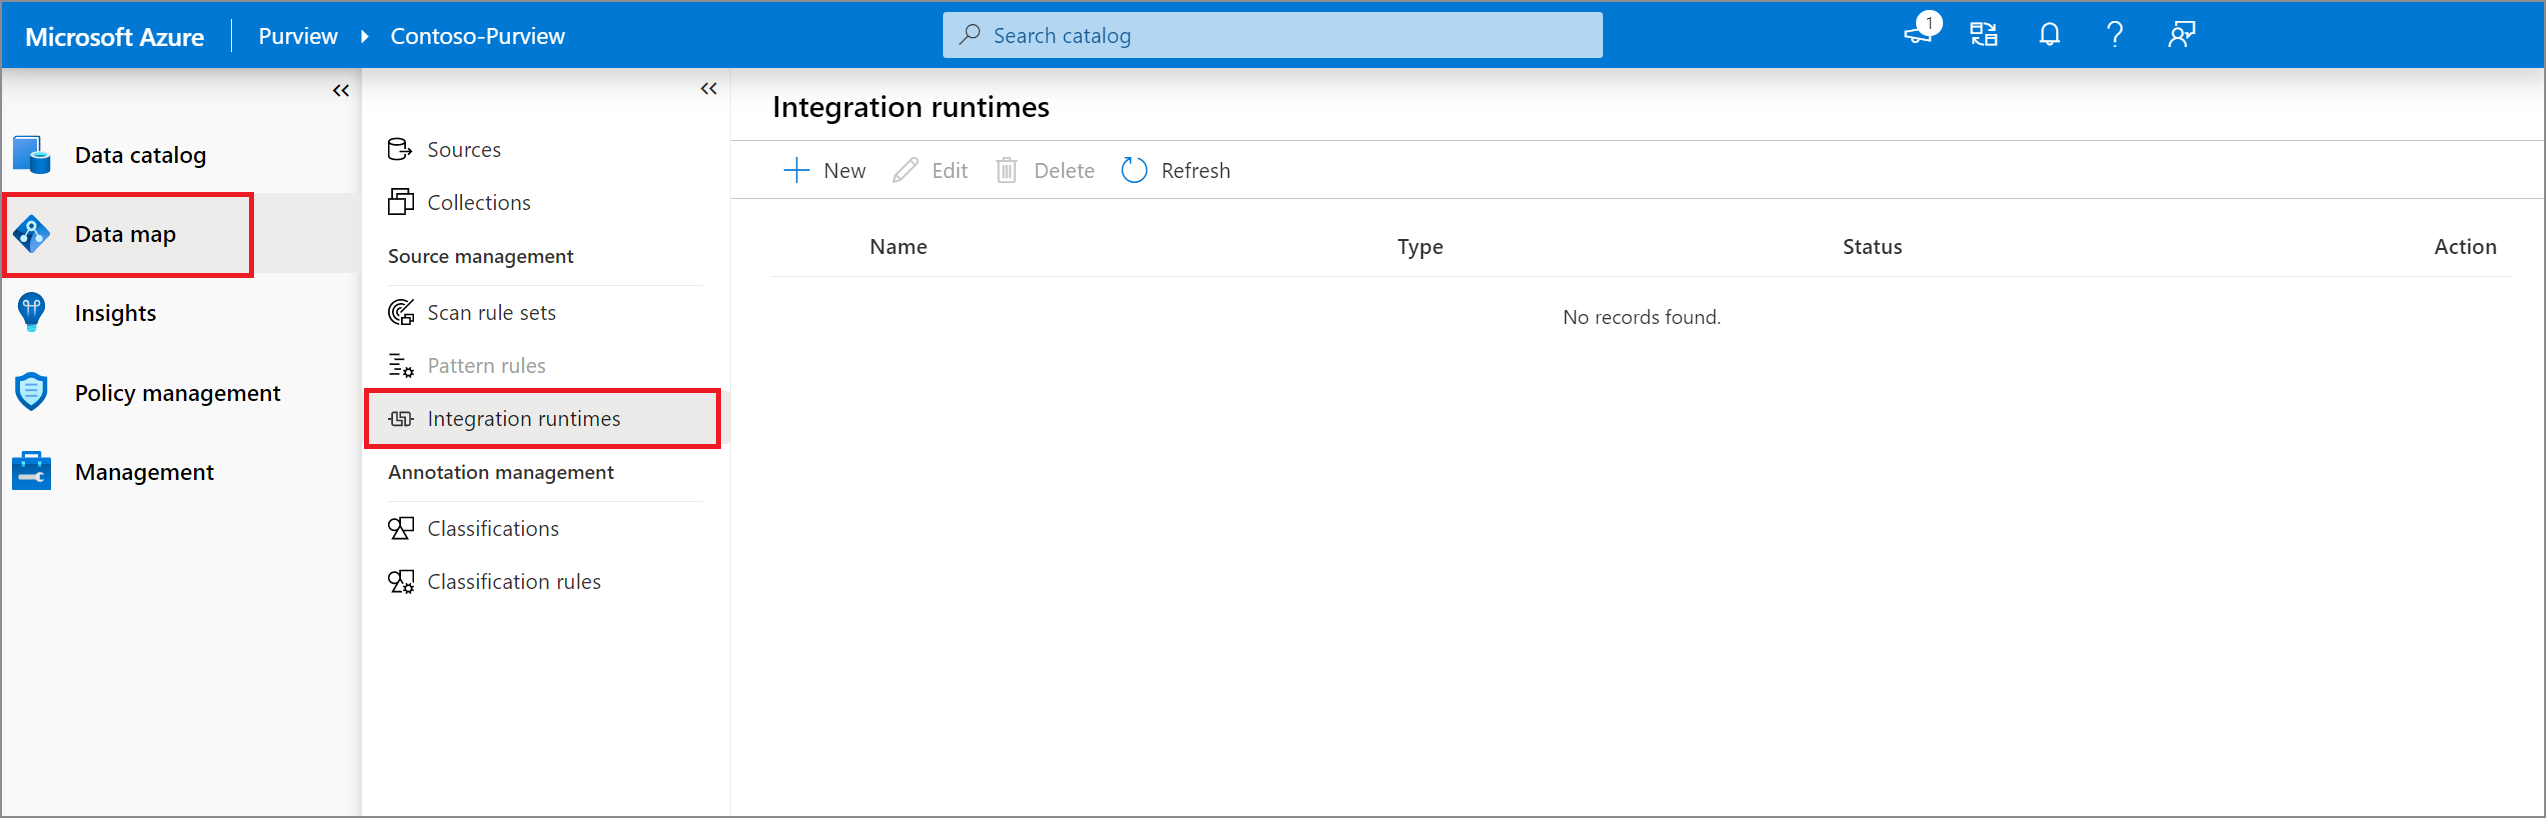 Microsoft Azure
Purview
Contoso-Purview
Search catalog
1
Data catalog
Data map
Insights
Policy management
Management
Sources
Collections
Source management
Scan rule sets
Pattern rules
Integration runtimes
Annotation management
Classifications
Classification rules
Integration runtimes
New Edit Delete Refresh
Name Type Status Action
No records found.